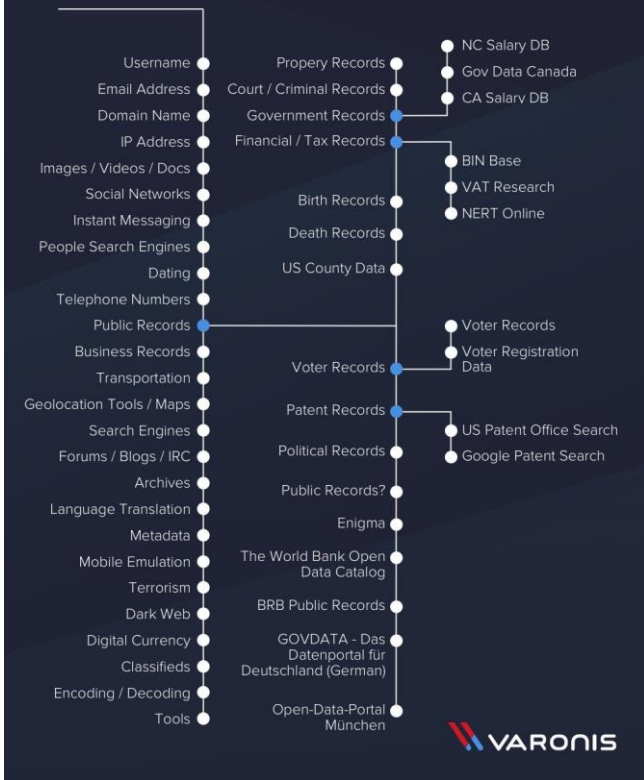 Username
Email Address
Domain Name
IP Address
Images / Videos / Docs
Social Networks
Instant Messaging
People Search Engines
Dating
Telephone Numbers
Public Records
Business Records
Transportation
Geolocation Tools / Maps
Search Engines
Forums / Blogs / IRC
Archives
Language Translation
Metadata
Mobile Emulation
Terrorism
Dark Web
Digital Currency
Classifieds
Encoding / Decoding
Tools
Propery Records
Court / Criminal Records
Government Records
Financial / Tax Records
Birth Records
Death Records
US County Data
Voter Records
Patent Records
Political Records
Public Records?
Enigma
The World Bank Open
Data Catalog
BRB Public Records
GOVDATA - Das
Datenportal für
Deutschland (German)
Open-Data-Portal
München
NC Salary DB
Gov Data Canada
CA Salary DB
BIN Base
VAT Research
NERT Online
Voter Records
Voter Registration
Data
US Patent Office Search
Google Patent Search
VARONIS